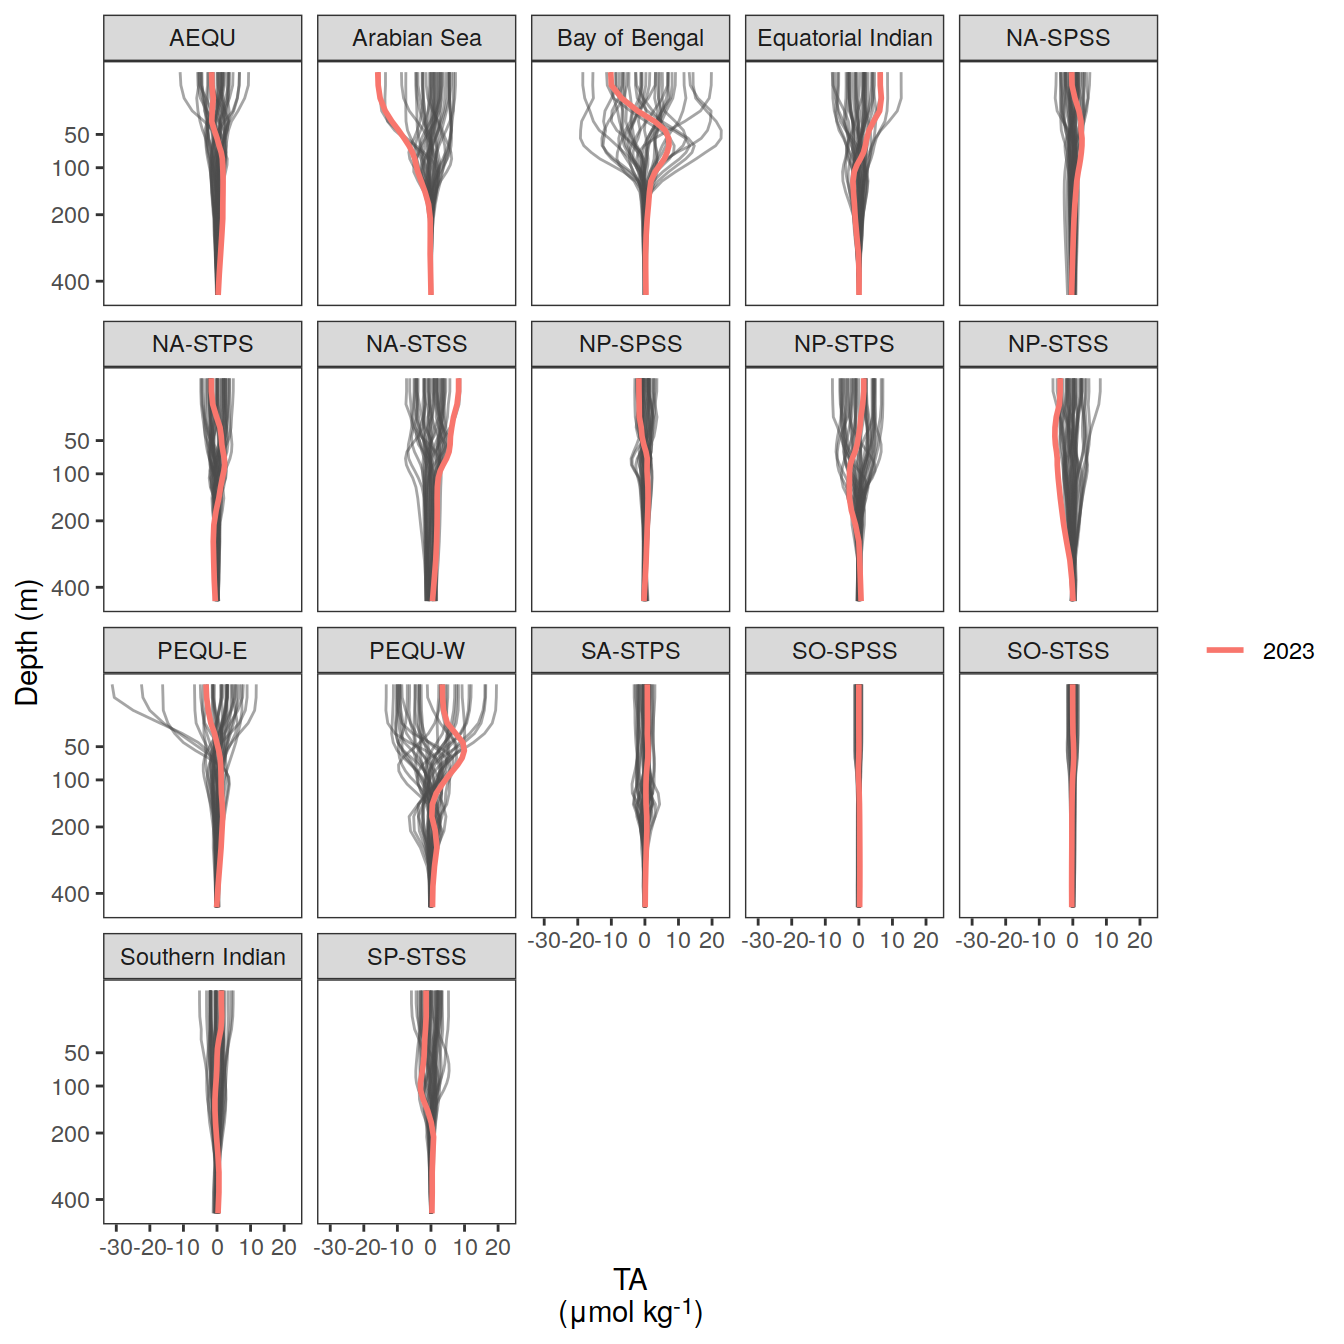 AEQU Arabian Sea Bay of Bengal Equatorial Indian NA-SPSS
50
100
200
400
NA-STPS NA-STSS NP-SPSS NP-STPS NP-STSS
50
100
200
400
Depth (m)
PEQU-E PEQU-W SA-STPS SO-SPSS SO-STSS
2023
50
100
200
400
-30 -20 -10 0 10 20 -30 -20 -10 0 10 20 -30 -20 -10 0 10 20
Southern Indian SP-STSS
50
100
200
400
-30 -20 -10 0 10 20 -30 -20 -10 0 10 20
TA
(μmol kg⁻¹)